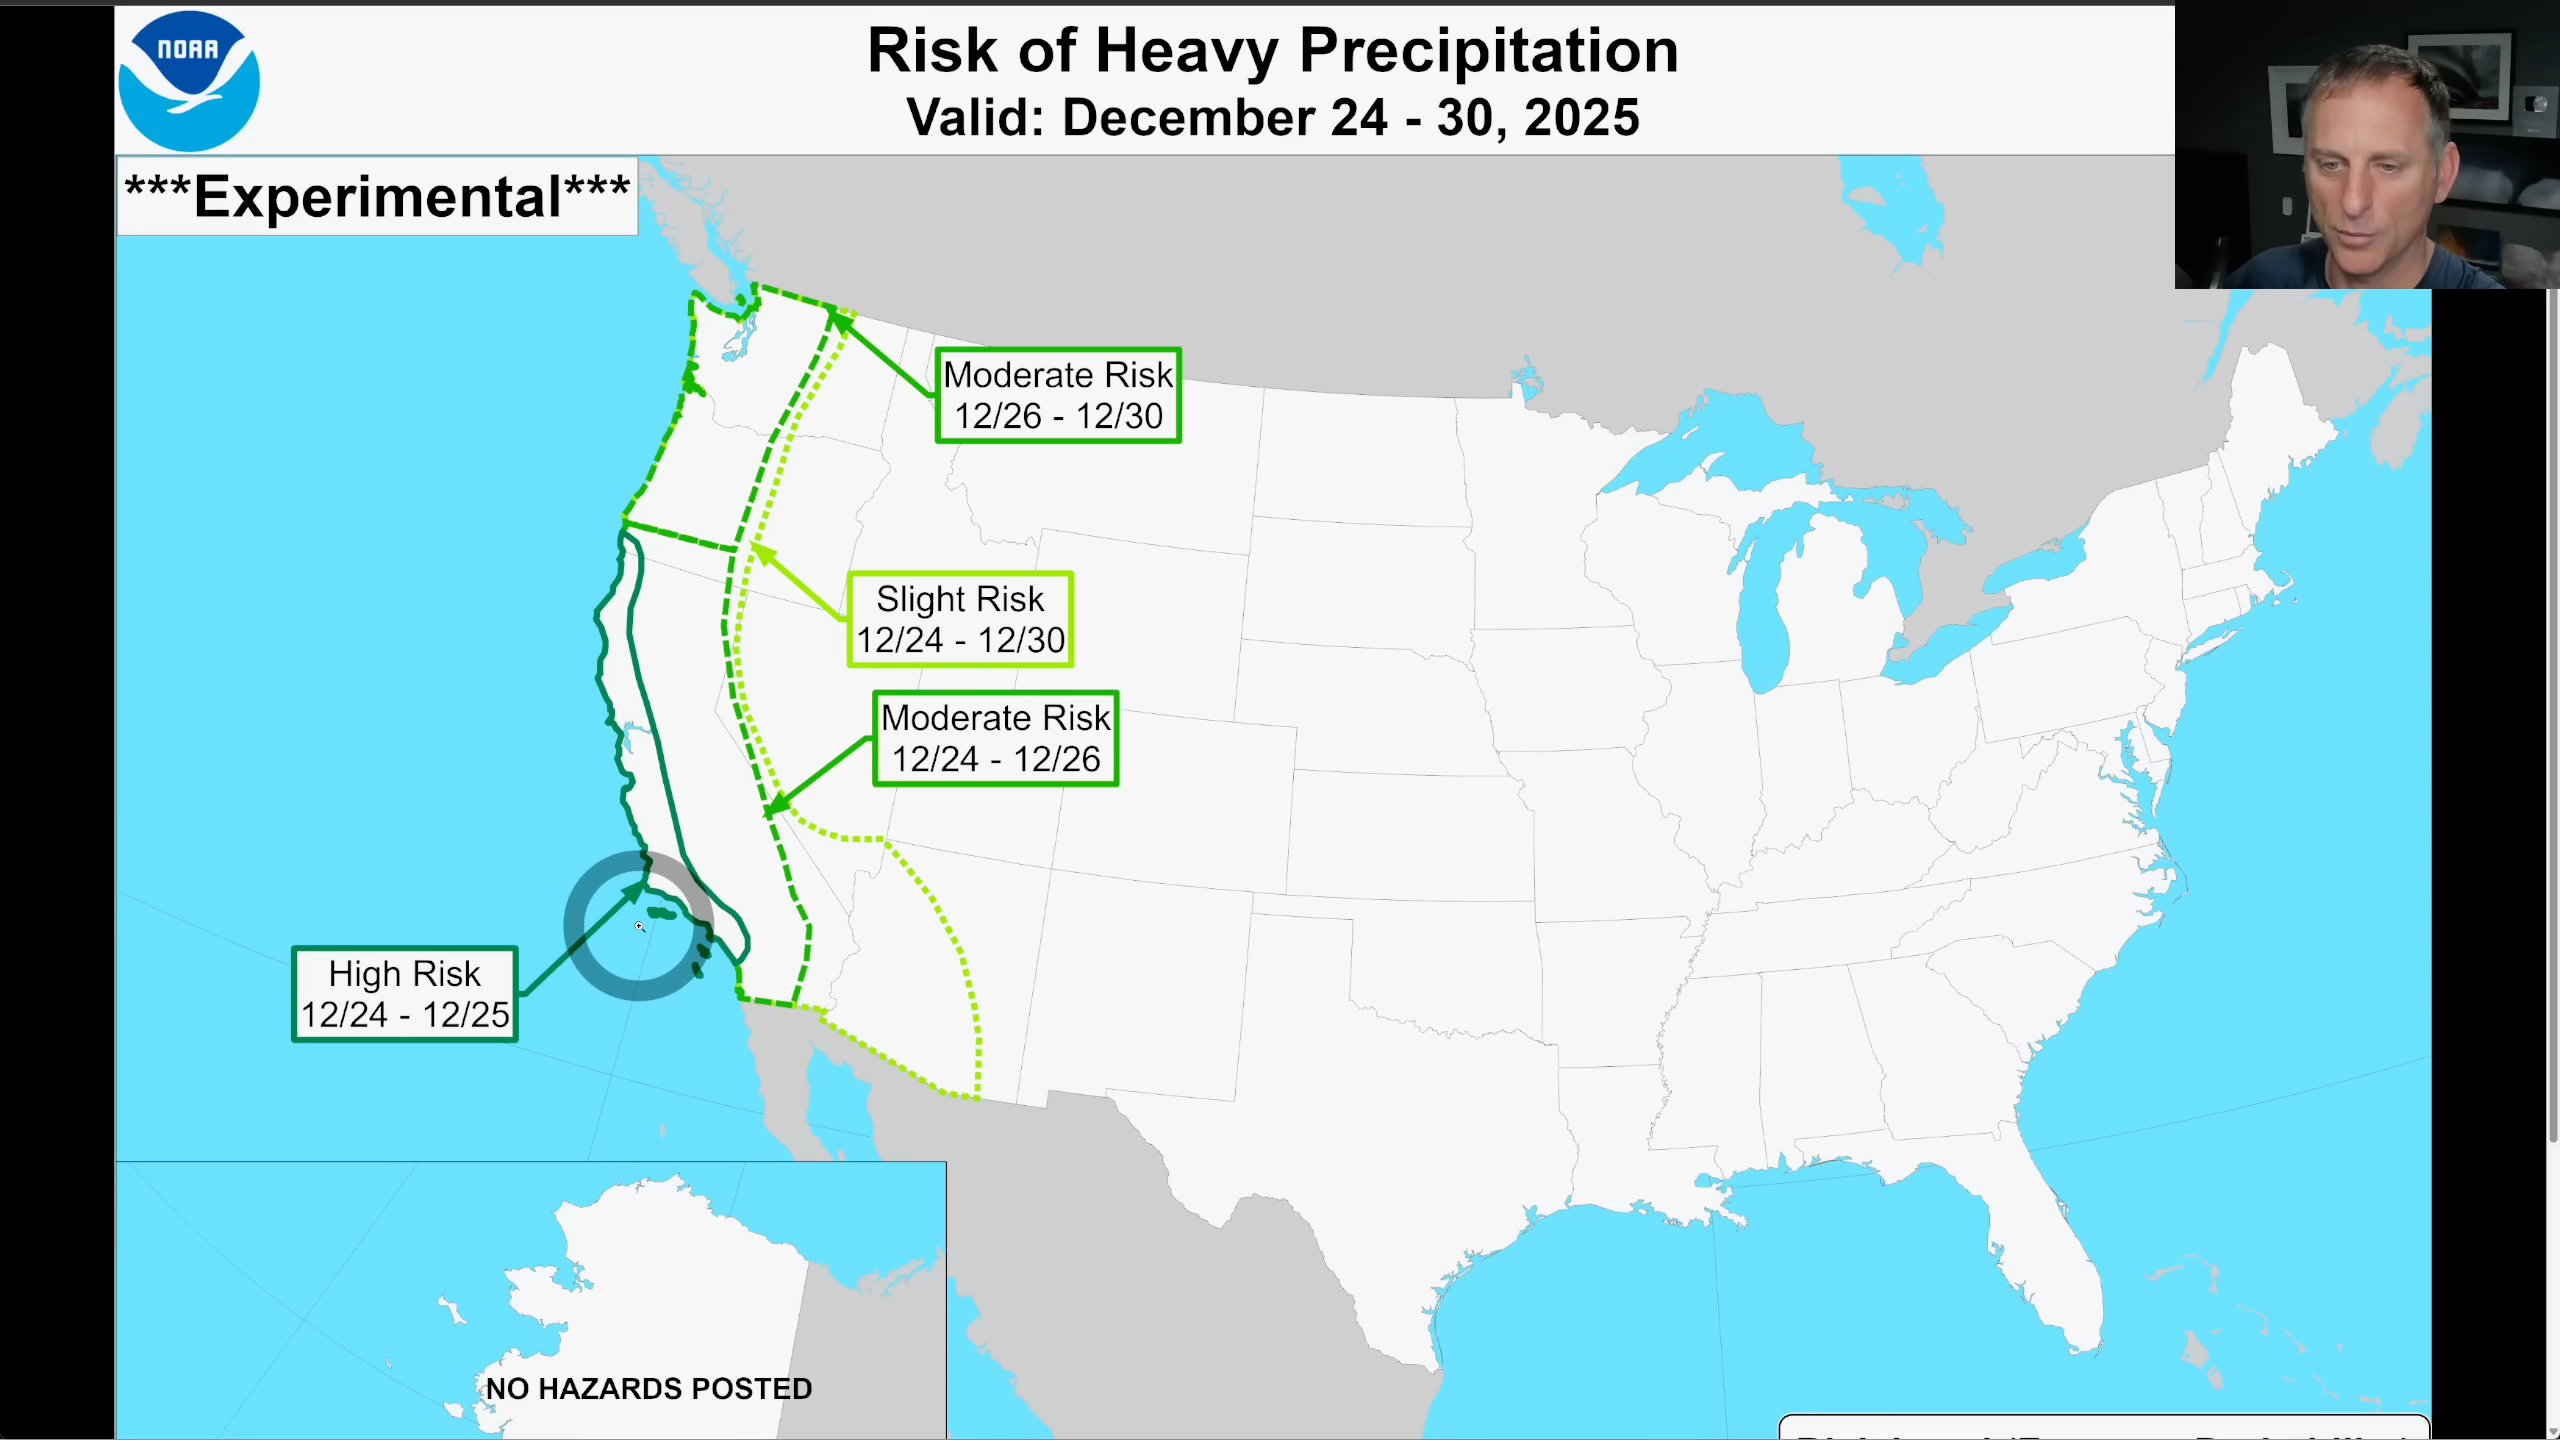 NOAA
Risk of Heavy Precipitation
Valid: December 24 - 30, 2025
***Experimental***
Moderate Risk
12/26 - 12/30
Slight Risk
12/24 - 12/30
Moderate Risk
12/24 - 12/26
High Risk
12/24 - 12/25
NO HAZARDS POSTED